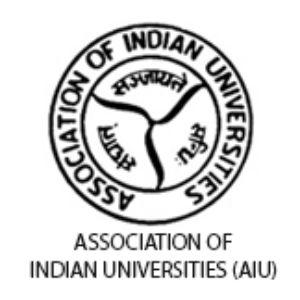 ASSOCIATION OF INDIAN UNIVERSITIES
ASSOCIATION OF
INDIAN UNIVERSITIES (AIU)